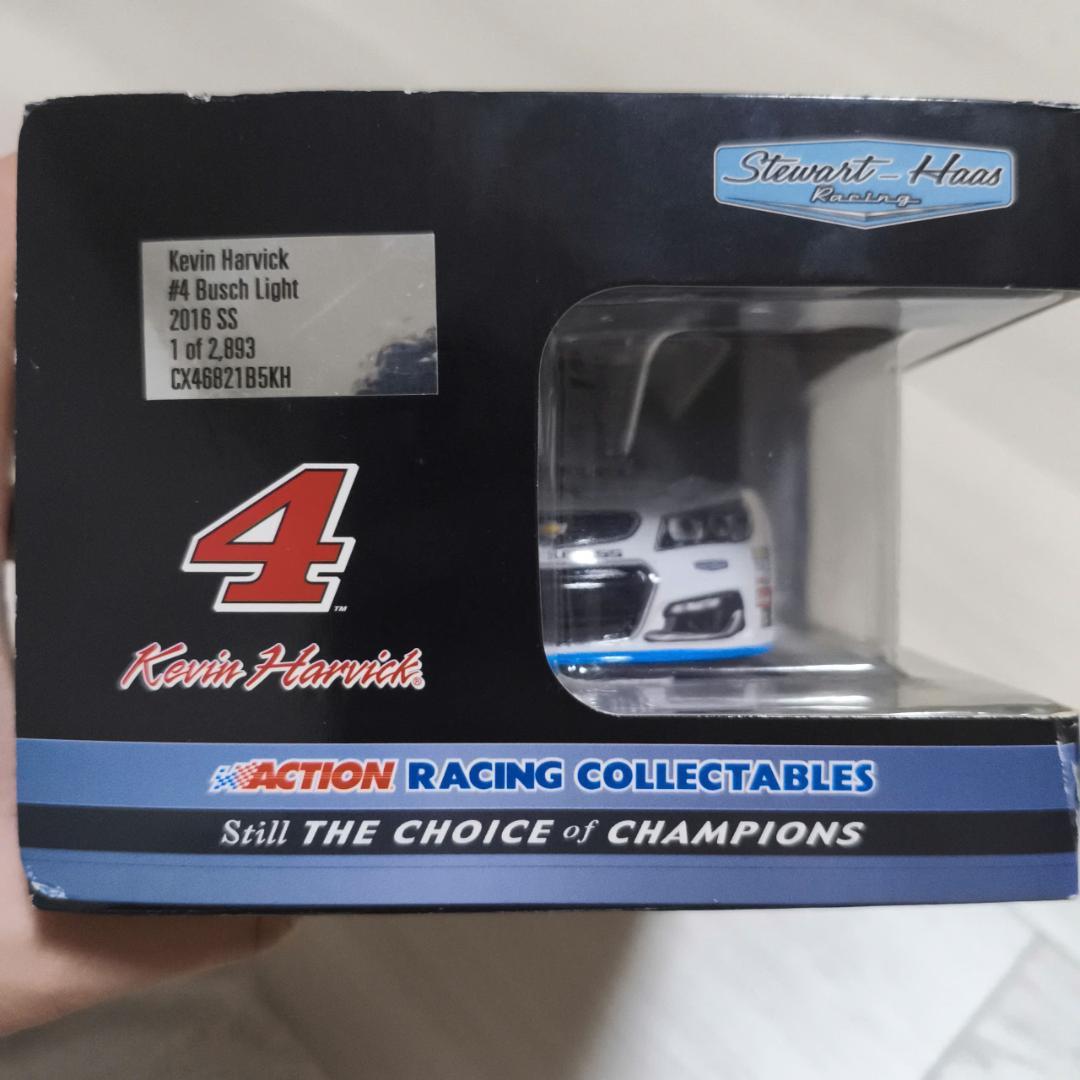 Stewart-Haas
Racing
Kevin Harvick
#4 Busch Light
2016 SS
1 of 2,893
CX46821B5KH
4™
Kevin Harvick®
ACTION RACING COLLECTABLES
Still THE CHOICE of CHAMPIONS